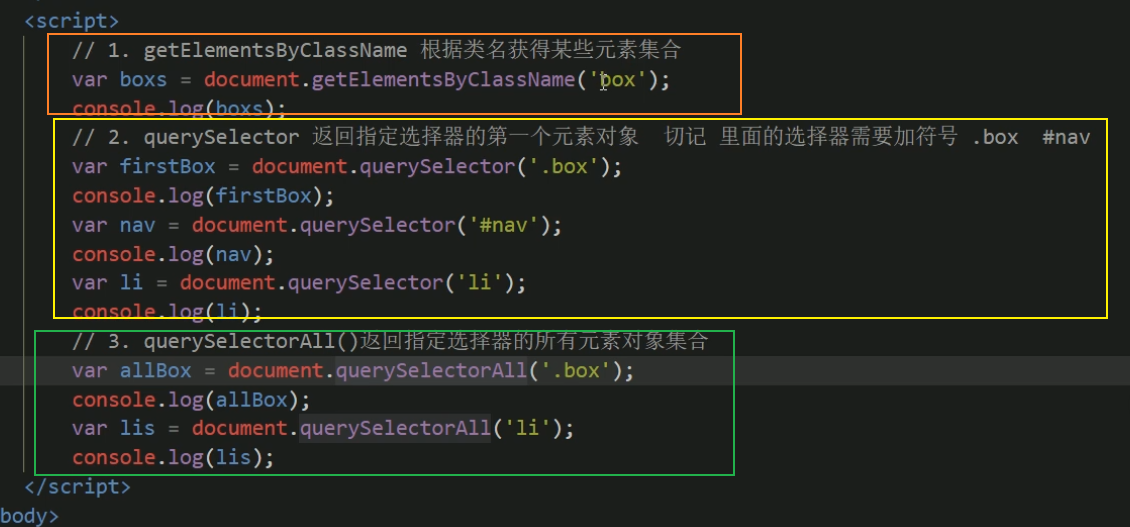 <script>
// 1. getElementsByClassName 根据类名获得某些元素集合
var boxs = document.getElementsByClassName('box');
console.log(boxs);
// 2. querySelector 返回指定选择器的第一个元素对象  切记 里面的选择器需要加符号 .box  #nav
var firstBox = document.querySelector('.box');
console.log(firstBox);
var nav = document.querySelector('#nav');
console.log(nav);
var li = document.querySelector('li');
console.log(li);
// 3. querySelectorAll()返回指定选择器的所有元素对象集合
var allBox = document.querySelectorAll('.box');
console.log(allBox);
var lis = document.querySelectorAll('li');
console.log(lis);
</script>
body>